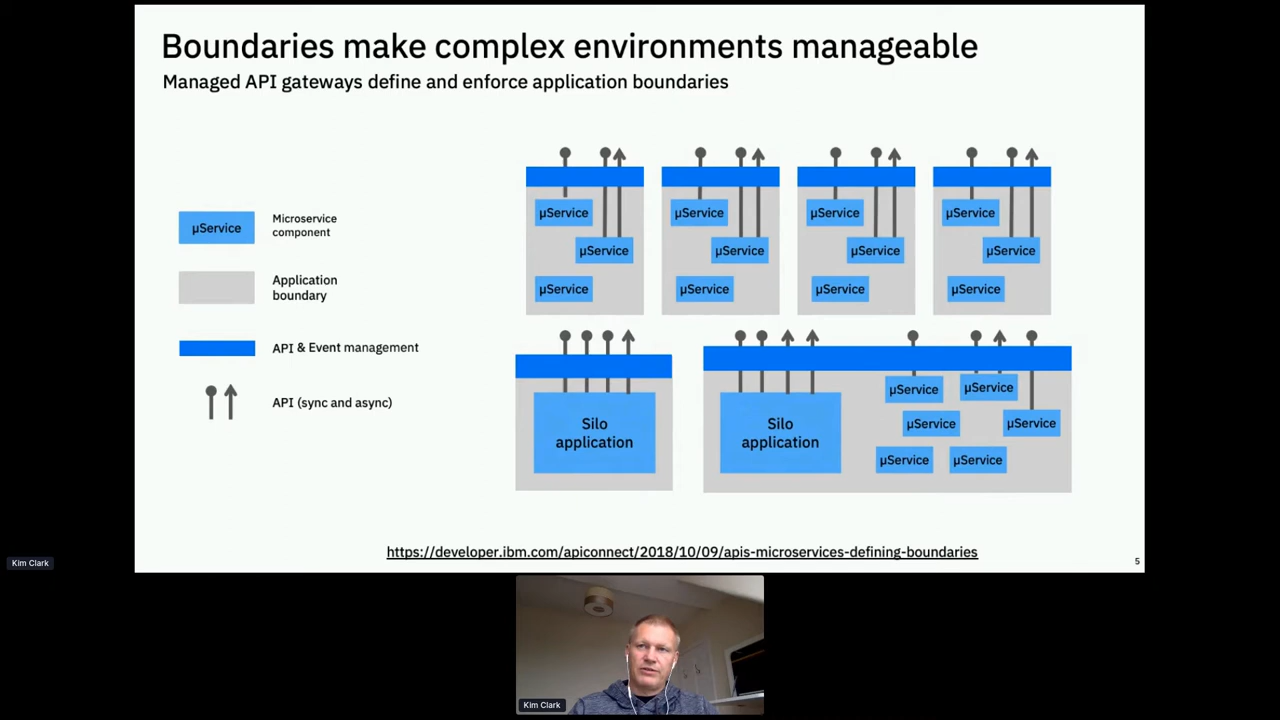 Boundaries make complex environments manageable
Managed API gateways define and enforce application boundaries
µService
Microservice
component
Application
boundary
API & Event management
API (sync and async)
µService
µService
µService
µService
µService
µService
µService
µService
µService
µService
µService
µService
Silo
application
Silo
application
µService
µService
µService
µService
µService
µService
https://developer.ibm.com/apiconnect/2018/10/09/apis-microservices-defining-boundaries
5
Kim Clark
Kim Clark